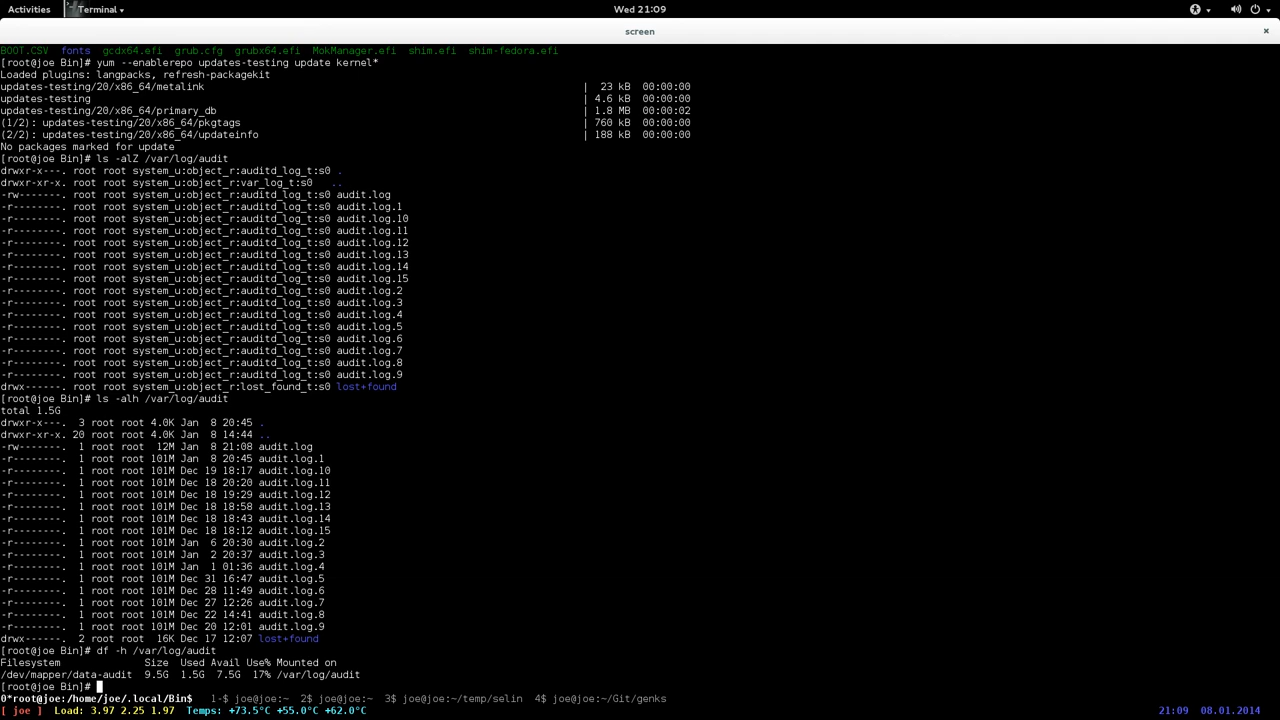 Activities Terminal Wed 21:09
screen ×
BOOT.CSV fonts gcdx64.efi grub.cfg grubx64.efi MokManager.efi shim.efi shim-fedora.efi
[root@joe Bin]# yum --enablerepo updates-testing update kernel*
Loaded plugins: langpacks, refresh-packagekit
updates-testing/20/x86_64/metalink | 23 kB 00:00:00
updates-testing | 4.6 kB 00:00:00
updates-testing/20/x86_64/primary_db | 1.8 MB 00:00:02
(1/2): updates-testing/20/x86_64/pkgtags | 760 kB 00:00:00
(2/2): updates-testing/20/x86_64/updateinfo | 188 kB 00:00:00
No packages marked for update
[root@joe Bin]# ls -alZ /var/log/audit
drwxr-x---. root root system_u:object_r:auditd_log_t:s0 .
drwxr-xr-x. root root system_u:object_r:var_log_t:s0 ..
-rw-------. root root system_u:object_r:auditd_log_t:s0 audit.log
-r--------. root root system_u:object_r:auditd_log_t:s0 audit.log.1
-r--------. root root system_u:object_r:auditd_log_t:s0 audit.log.10
-r--------. root root system_u:object_r:auditd_log_t:s0 audit.log.11
-r--------. root root system_u:object_r:auditd_log_t:s0 audit.log.12
-r--------. root root system_u:object_r:auditd_log_t:s0 audit.log.13
-r--------. root root system_u:object_r:auditd_log_t:s0 audit.log.14
-r--------. root root system_u:object_r:auditd_log_t:s0 audit.log.15
-r--------. root root system_u:object_r:auditd_log_t:s0 audit.log.2
-r--------. root root system_u:object_r:auditd_log_t:s0 audit.log.3
-r--------. root root system_u:object_r:auditd_log_t:s0 audit.log.4
-r--------. root root system_u:object_r:auditd_log_t:s0 audit.log.5
-r--------. root root system_u:object_r:auditd_log_t:s0 audit.log.6
-r--------. root root system_u:object_r:auditd_log_t:s0 audit.log.7
-r--------. root root system_u:object_r:auditd_log_t:s0 audit.log.8
-r--------. root root system_u:object_r:auditd_log_t:s0 audit.log.9
drwx------. root root system_u:object_r:lost_found_t:s0 lost+found
[root@joe Bin]# ls -alh /var/log/audit
total 1.5G
drwxr-x---. 3 root root 4.0K Jan 8 20:45 .
drwxr-xr-x. 20 root root 4.0K Jan 8 14:44 ..
-rw-------. 1 root root 12M Jan 8 21:08 audit.log
-r--------. 1 root root 101M Jan 8 20:45 audit.log.1
-r--------. 1 root root 101M Dec 19 18:17 audit.log.10
-r--------. 1 root root 101M Dec 18 20:20 audit.log.11
-r--------. 1 root root 101M Dec 18 19:29 audit.log.12
-r--------. 1 root root 101M Dec 18 18:58 audit.log.13
-r--------. 1 root root 101M Dec 18 18:43 audit.log.14
-r--------. 1 root root 101M Dec 18 18:12 audit.log.15
-r--------. 1 root root 101M Jan 6 20:30 audit.log.2
-r--------. 1 root root 101M Jan 2 20:37 audit.log.3
-r--------. 1 root root 101M Jan 1 01:36 audit.log.4
-r--------. 1 root root 101M Dec 31 16:47 audit.log.5
-r--------. 1 root root 101M Dec 28 11:49 audit.log.6
-r--------. 1 root root 101M Dec 27 12:26 audit.log.7
-r--------. 1 root root 101M Dec 22 14:41 audit.log.8
-r--------. 1 root root 101M Dec 20 12:01 audit.log.9
drwx------. 2 root root 16K Dec 17 12:07 lost+found
[root@joe Bin]# df -h /var/log/audit
Filesystem Size Used Avail Use% Mounted on
/dev/mapper/data-audit 9.5G 1.5G 7.5G 17% /var/log/audit
[root@joe Bin]#
0*root@joe:/home/joe/.local/Bin$ 1-$ joe@joe:~ 2$ joe@joe:~ 3$ joe@joe:~/temp/selin 4$ joe@joe:~/Git/genks
[ joe ] Load: 3.97 2.25 1.97 Temps: +73.5°C +55.0°C +62.0°C 21:09 08.01.2014